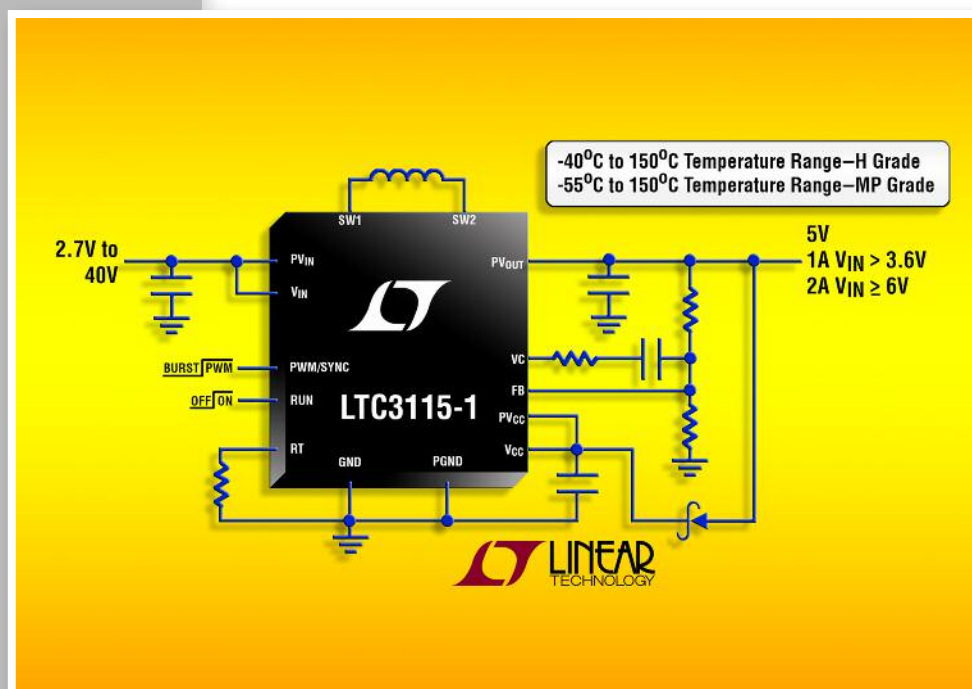 -40°C to 150°C Temperature Range–H Grade
-55°C to 150°C Temperature Range–MP Grade
SW1
SW2
2.7V to
40V
PVIN
VIN
PVOUT
5V
1A VIN > 3.6V
2A VIN ≥ 6V
BURST PWM
PWM/SYNC
VC
OFF ON
RUN
FB
LTC3115-1
PVCC
RT
VCC
GND
PGND
LINEAR
TECHNOLOGY